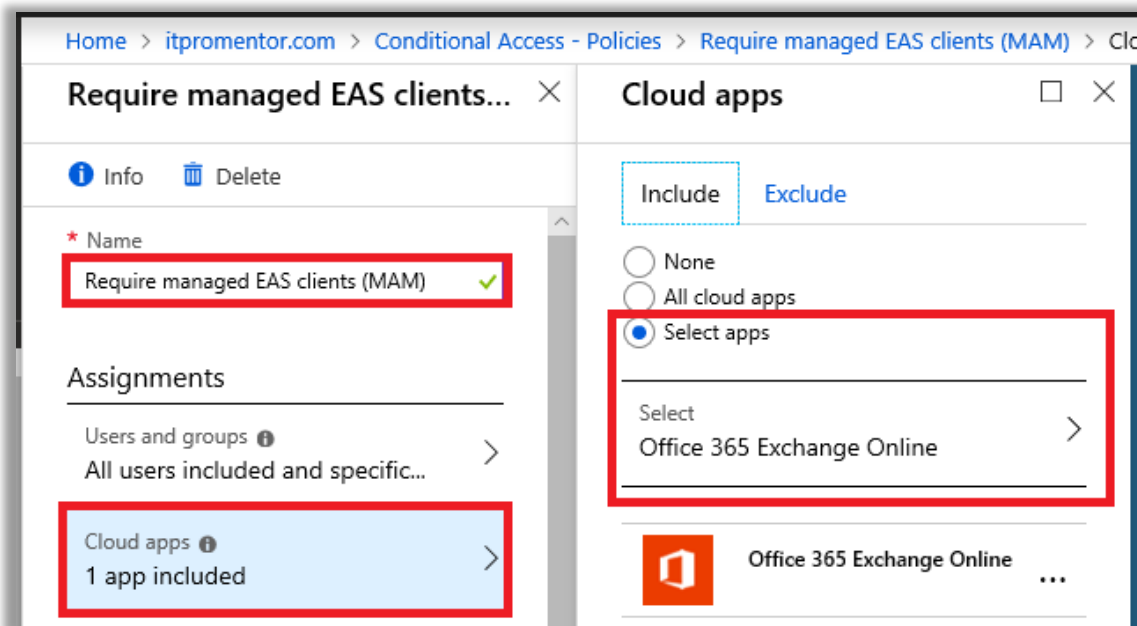 Home > itpromentor.com > Conditional Access - Policies > Require managed EAS clients (MAM) > Clo
Require managed EAS clients...
Info Delete
* Name
Require managed EAS clients (MAM)
Assignments
Users and groups
All users included and specific...
Cloud apps
1 app included
Cloud apps
Include Exclude
None
All cloud apps
Select apps
Select
Office 365 Exchange Online
Office 365 Exchange Online
...